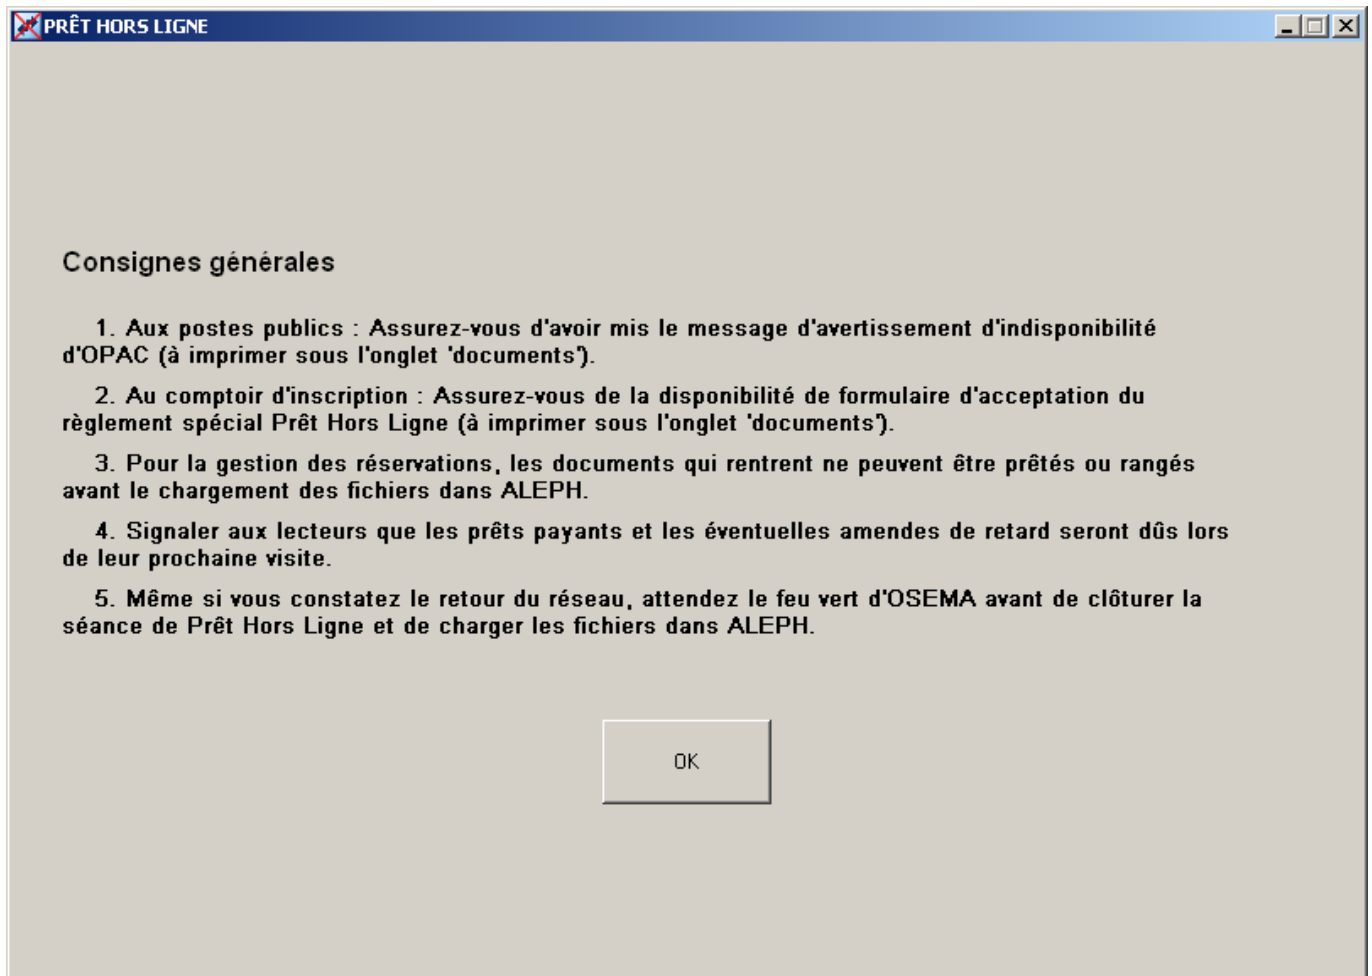 PRÊT HORS LIGNE
Consignes générales
1. Aux postes publics : Assurez-vous d'avoir mis le message d'avertissement d'indisponibilité
d'OPAC (à imprimer sous l'onglet 'documents').
2. Au comptoir d'inscription : Assurez-vous de la disponibilité de formulaire d'acceptation du
règlement spécial Prêt Hors Ligne (à imprimer sous l'onglet 'documents').
3. Pour la gestion des réservations, les documents qui rentrent ne peuvent être prêtés ou rangés
avant le chargement des fichiers dans ALEPH.
4. Signaler aux lecteurs que les prêts payants et les éventuelles amendes de retard seront dûs lors
de leur prochaine visite.
5. Même si vous constatez le retour du réseau, attendez le feu vert d'OSEMA avant de clôturer la
séance de Prêt Hors Ligne et de charger les fichiers dans ALEPH.
OK